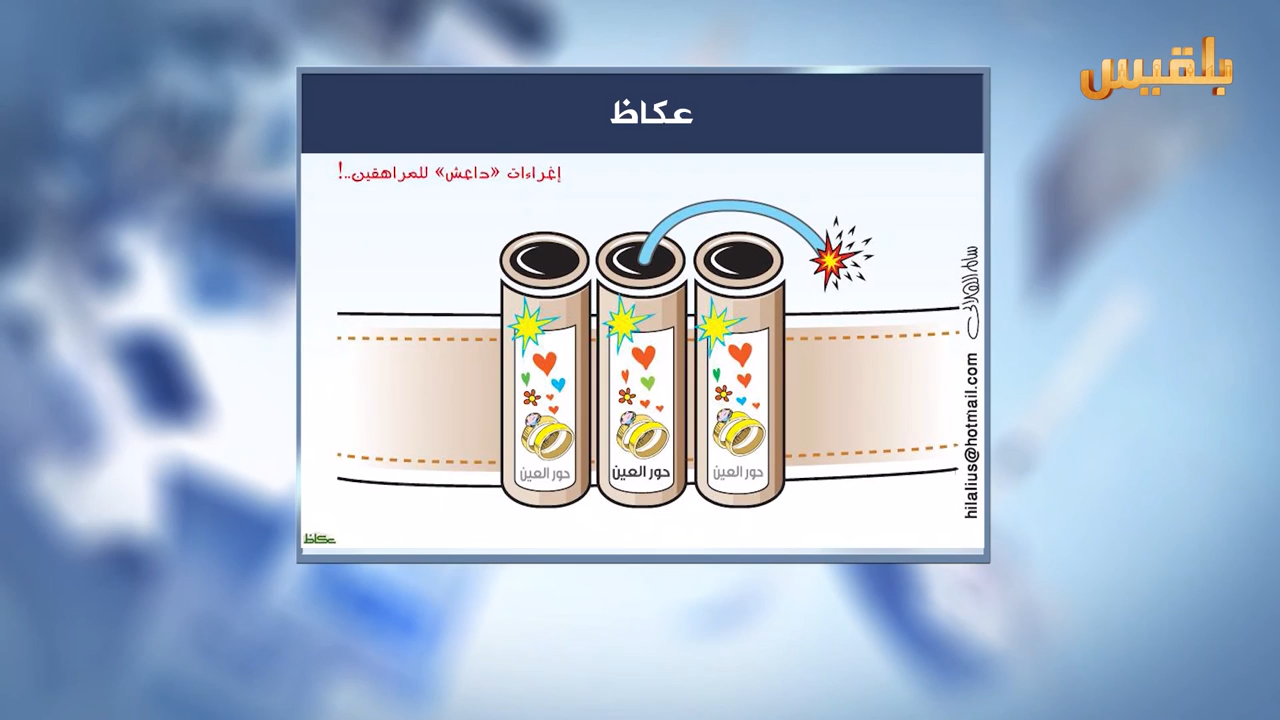 بلقيس
عكاظ
إغراءات «داعش» للمراهقين..!
حور العين
حور العين
حور العين
hilalius@hotmail.com
عكاظ